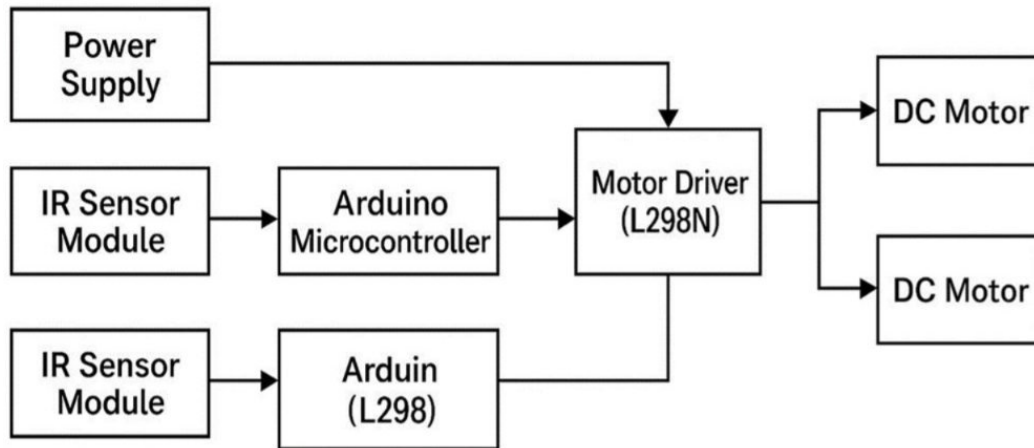 Power
Supply
IR Sensor
Module
Arduino
Microcontroller
Motor Driver
(L298N)
DC Motor
DC Motor
IR Sensor
Module
Arduin
(L298)